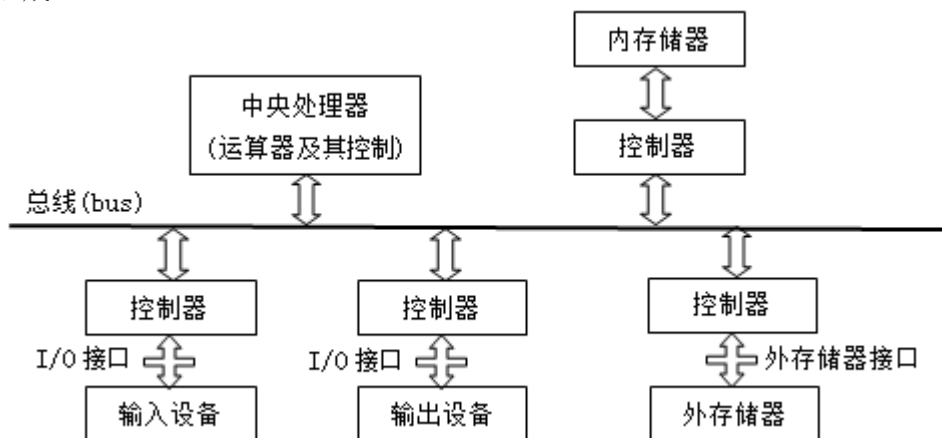 内存储器
中央处理器
(运算器及其控制)
控制器
总线(bus)
控制器
控制器
控制器
I/O 接口
I/O 接口
外存储器接口
输入设备
输出设备
外存储器